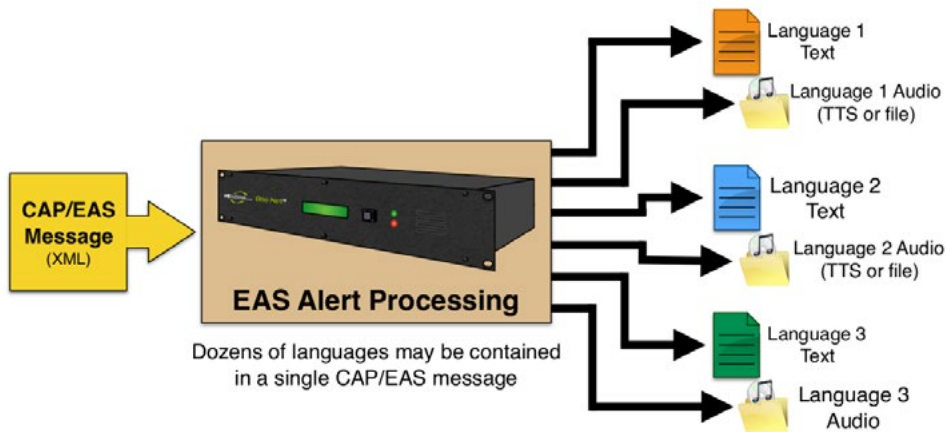 CAP/EAS
Message
(XML)
EAS Alert Processing
Dozens of languages may be contained
in a single CAP/EAS message
Language 1
Text
Language 1 Audio
(TTS or file)
Language 2
Text
Language 2 Audio
(TTS or file)
Language 3
Text
Language 3
Audio